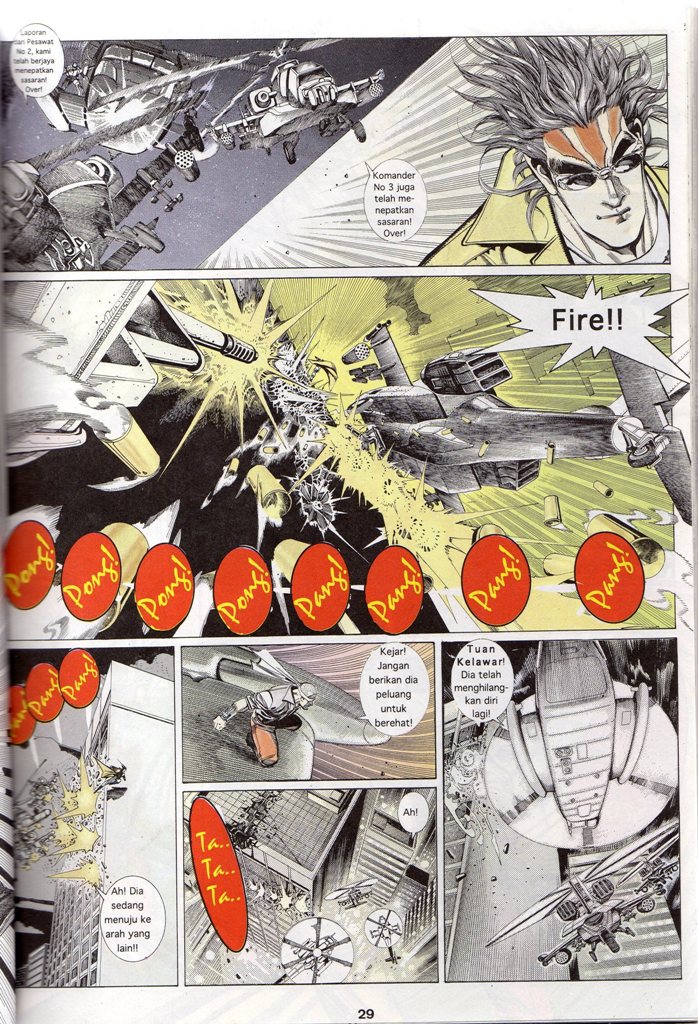 Laporan
dari Pesawat
No 2, kami
telah berjaya
menepatkan
sasaran!
Over!
Komander
No 3 juga
telah me-
nepatkan
sasaran!
Over!
Fire!!
Pong!
Pong!
Pong!
Pong!
Pang!
Pang!
Pang!
Pang!
Pang!
Pang!
Ah! Dia
sedang
menuju ke
arah yang
lain!!
Kejar!
Jangan
berikan dia
peluang
untuk
berehat!
Ah!
Ta..
Ta..
Ta..
Tuan
Kelawar!
Dia telah
menghilang-
kan diri
lagi!
29